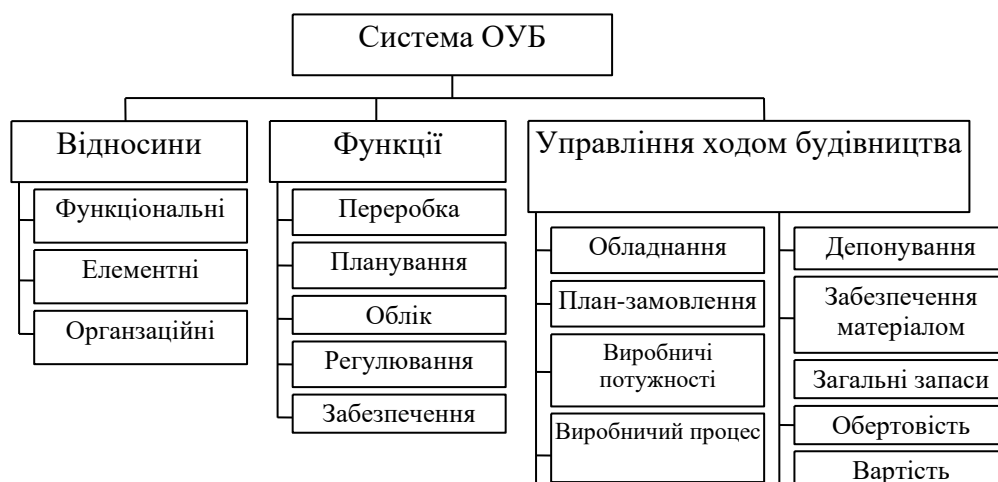 Система ОУБ
Відносини
Функціональні
Елементні
Органзаційні
Функції
Переробка
Планування
Облік
Регулювання
Забезпечення
Управління ходом будівництва
Обладнання
План-замовлення
Виробничі
потужності
Виробничий процес
Депонування
Забезпечення
матеріалом
Загальні запаси
Обертовість
Вартість